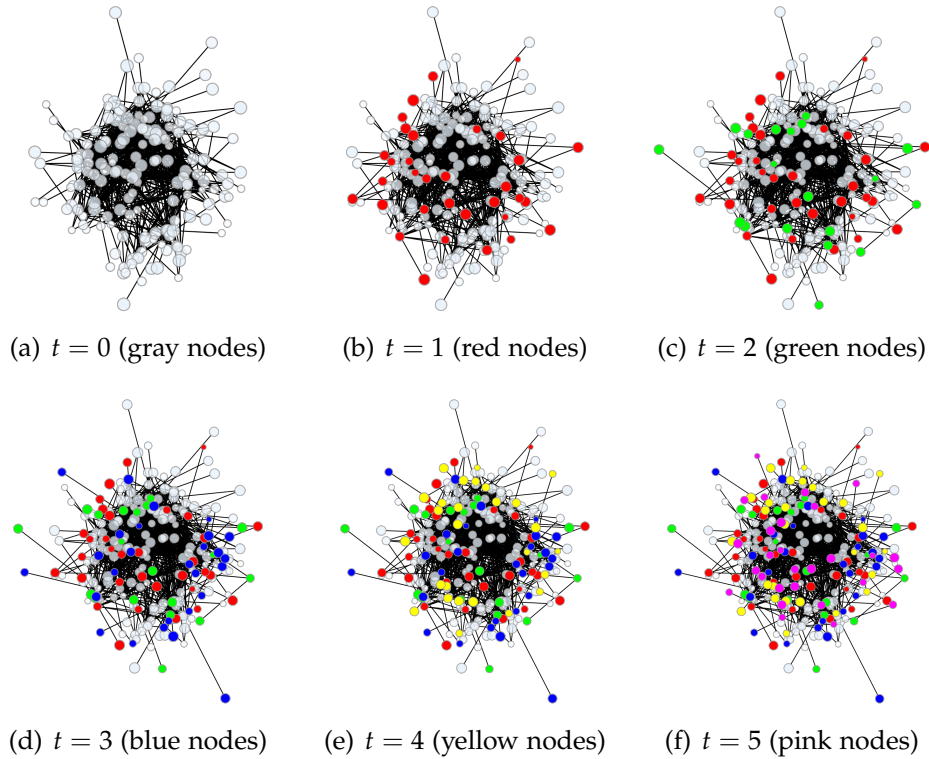 (a) t = 0 (gray nodes)
(b) t = 1 (red nodes)
(c) t = 2 (green nodes)
(d) t = 3 (blue nodes)
(e) t = 4 (yellow nodes)
(f) t = 5 (pink nodes)